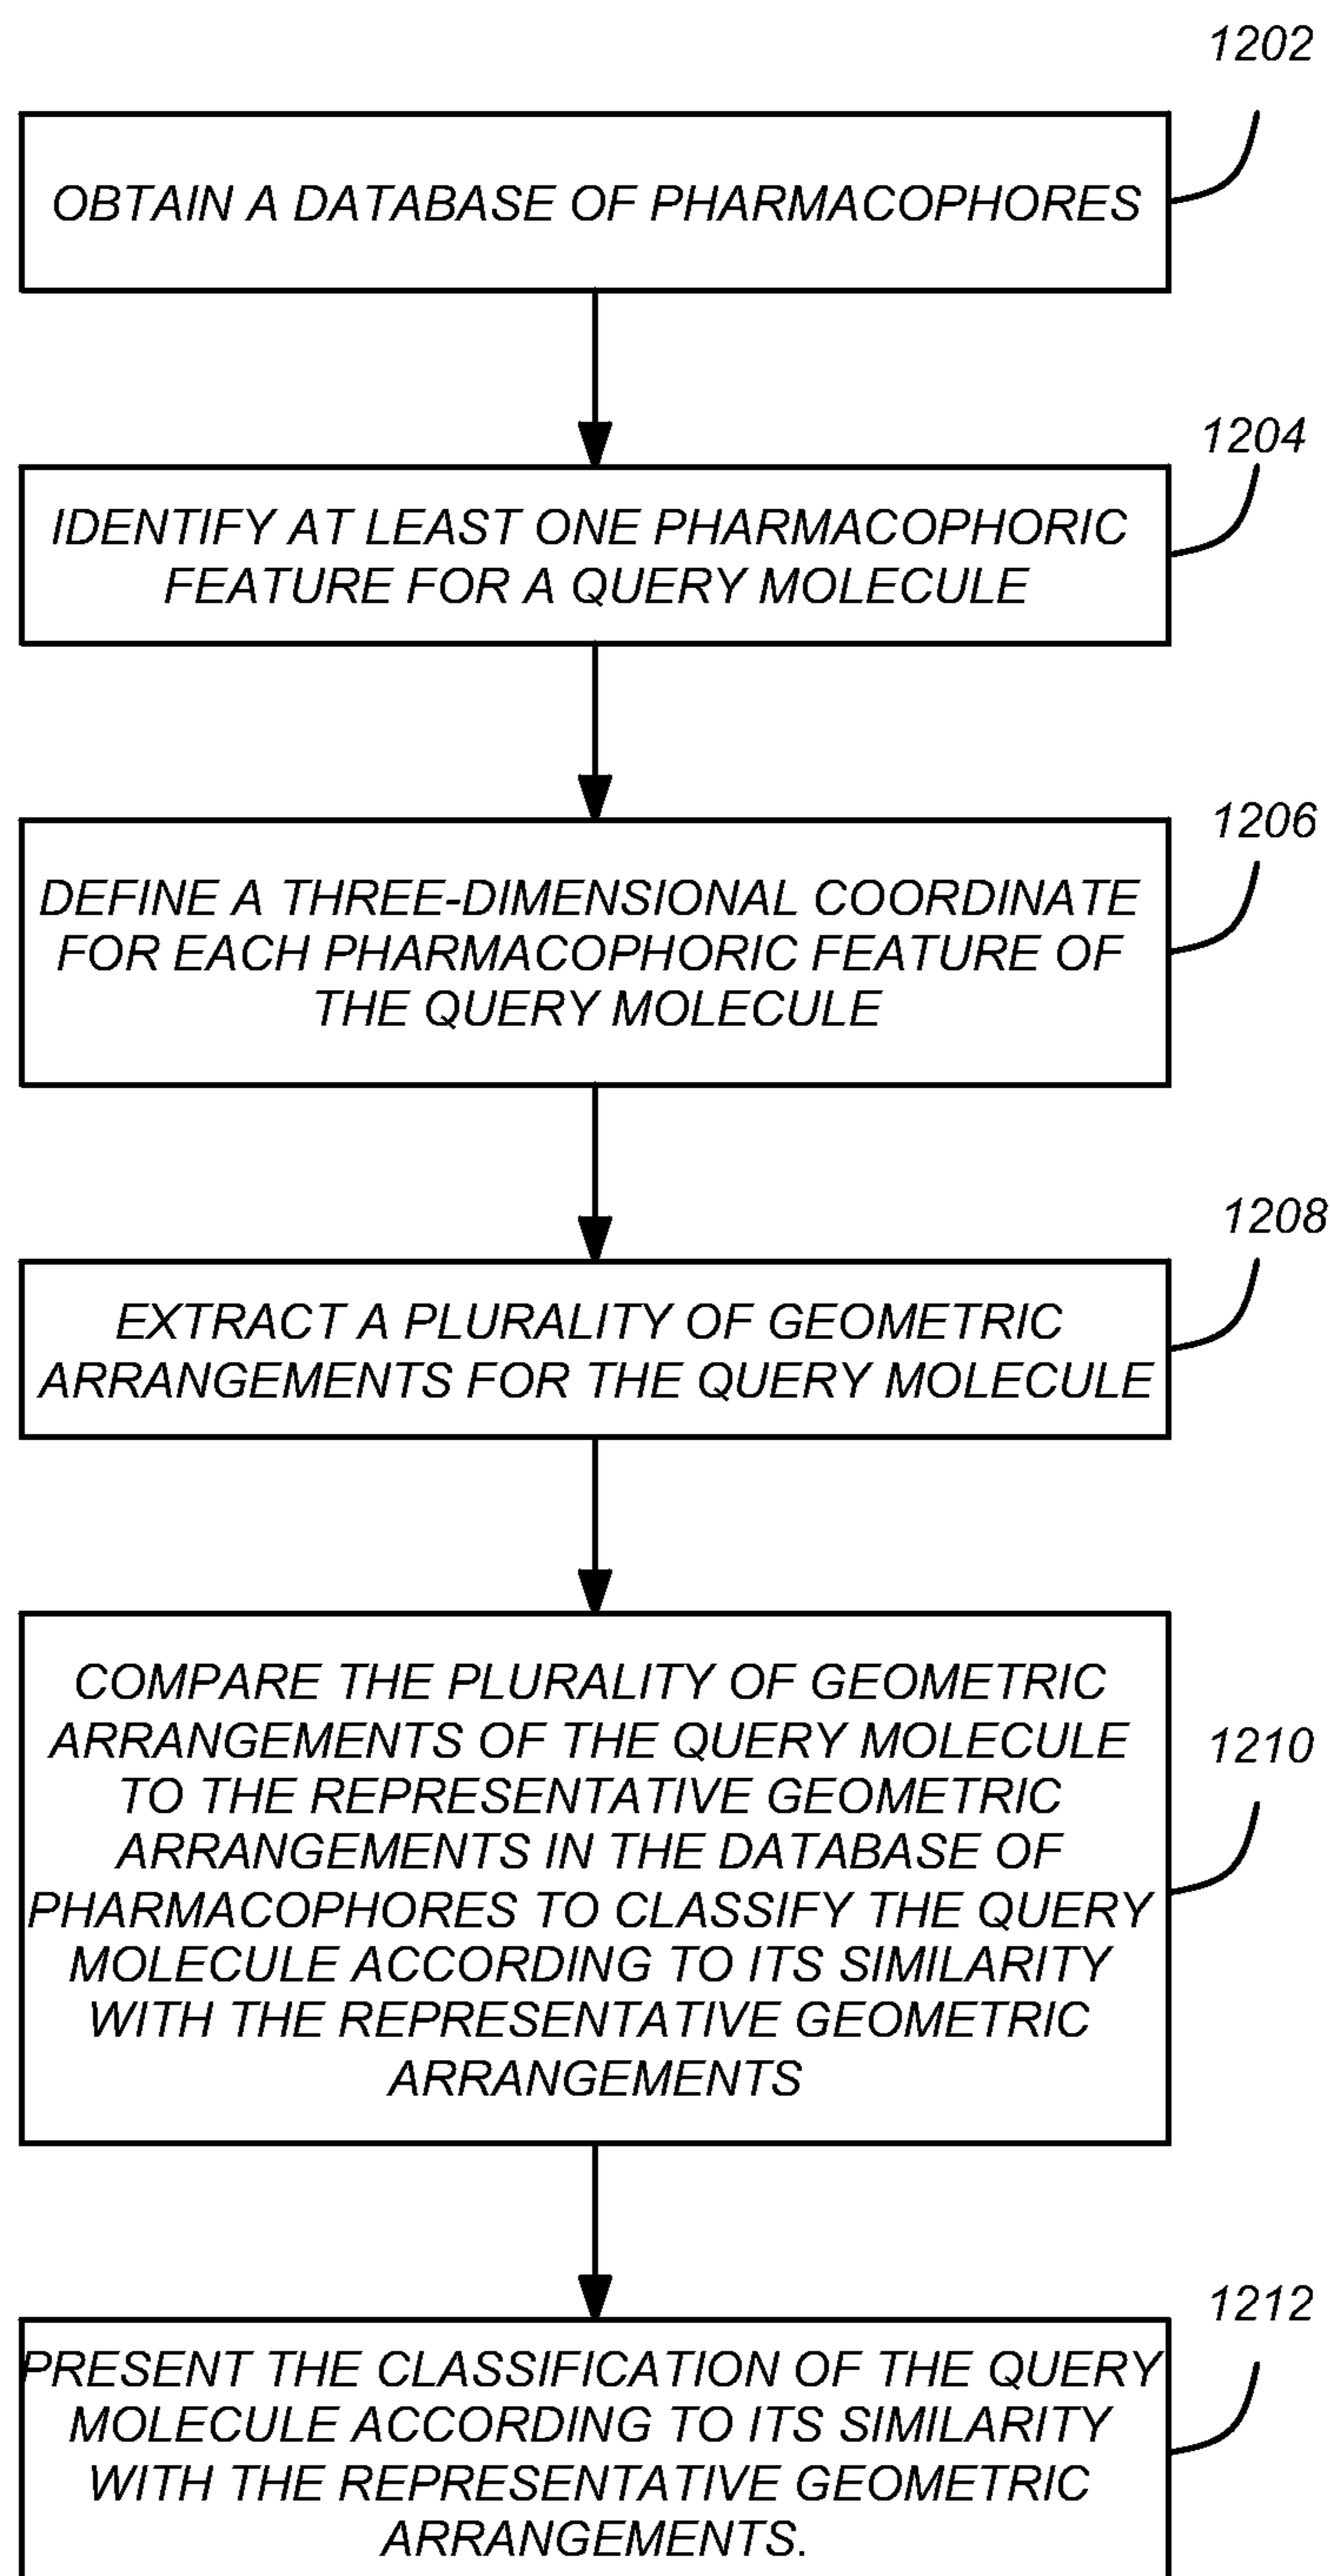 1202
OBTAIN A DATABASE OF PHARMACOPHORES
1204
IDENTIFY AT LEAST ONE PHARMACOPHORIC
FEATURE FOR A QUERY MOLECULE
1206
DEFINE A THREE-DIMENSIONAL COORDINATE
FOR EACH PHARMACOPHORIC FEATURE OF
THE QUERY MOLECULE
1208
EXTRACT A PLURALITY OF GEOMETRIC
ARRANGEMENTS FOR THE QUERY MOLECULE
1210
COMPARE THE PLURALITY OF GEOMETRIC
ARRANGEMENTS OF THE QUERY MOLECULE
TO THE REPRESENTATIVE GEOMETRIC
ARRANGEMENTS IN THE DATABASE OF
PHARMACOPHORES TO CLASSIFY THE QUERY
MOLECULE ACCORDING TO ITS SIMILARITY
WITH THE REPRESENTATIVE GEOMETRIC
ARRANGEMENTS
1212
PRESENT THE CLASSIFICATION OF THE QUERY
MOLECULE ACCORDING TO ITS SIMILARITY
WITH THE REPRESENTATIVE GEOMETRIC
ARRANGEMENTS.